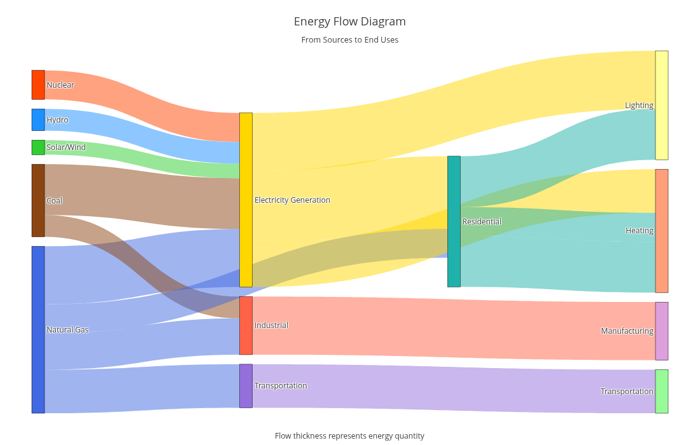 Energy Flow Diagram
From Sources to End Uses
Nuclear
Hydro
Solar/Wind
Coal
Natural Gas
Electricity Generation
Industrial
Transportation
Residential
Lighting
Heating
Manufacturing
Transportation
Flow thickness represents energy quantity